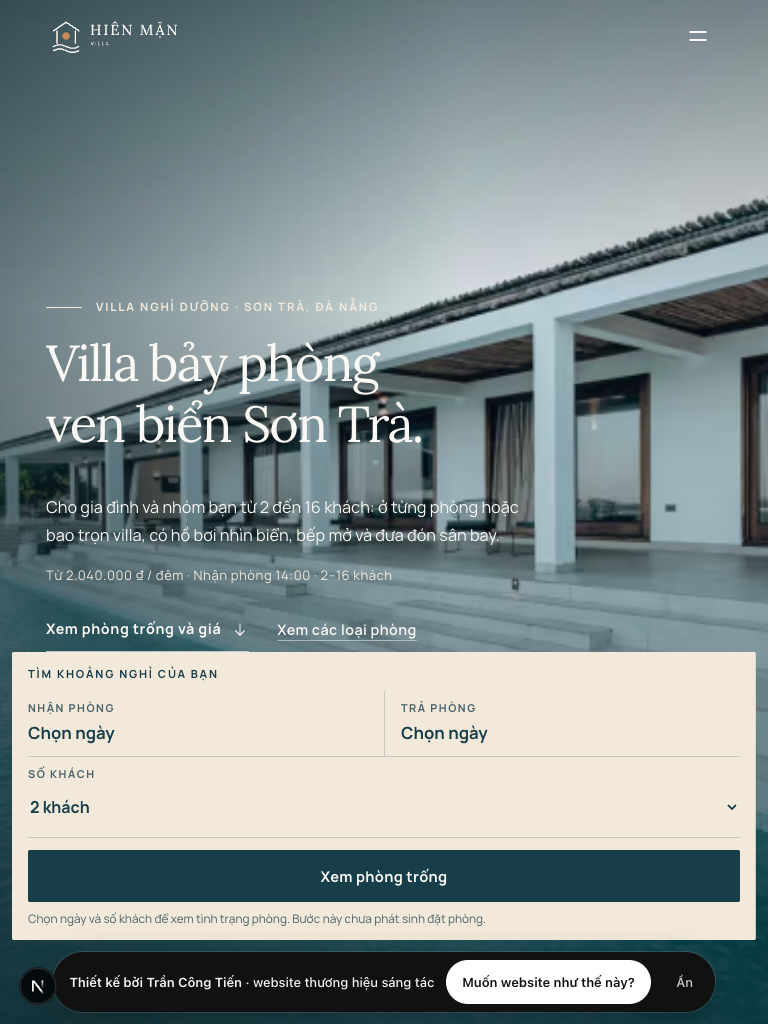 HIÊN MẶN
VILLA
VILLA NGHỈ DƯỠNG · SƠN TRÀ, ĐÀ NẴNG
Villa bảy phòng
ven biển Sơn Trà.
Cho gia đình và nhóm bạn từ 2 đến 16 khách: ở từng phòng hoặc
bao trọn villa, có hồ bơi nhìn biển, bếp mở và đưa đón sân bay.
Từ 2.040.000 ₫ / đêm · Nhận phòng 14:00 · 2–16 khách
Xem phòng trống và giá ↓ Xem các loại phòng
TÌM KHOẢNG NGHỈ CỦA BẠN
NHẬN PHÒNG TRẢ PHÒNG
Chọn ngày Chọn ngày
SỐ KHÁCH
2 khách
Xem phòng trống
Chọn ngày và số khách để xem tình trạng phòng. Bước này chưa phát sinh đặt phòng.
N Thiết kế bởi Trần Công Tiến · website thương hiệu sáng tác Muốn website như thế này? Ẩn